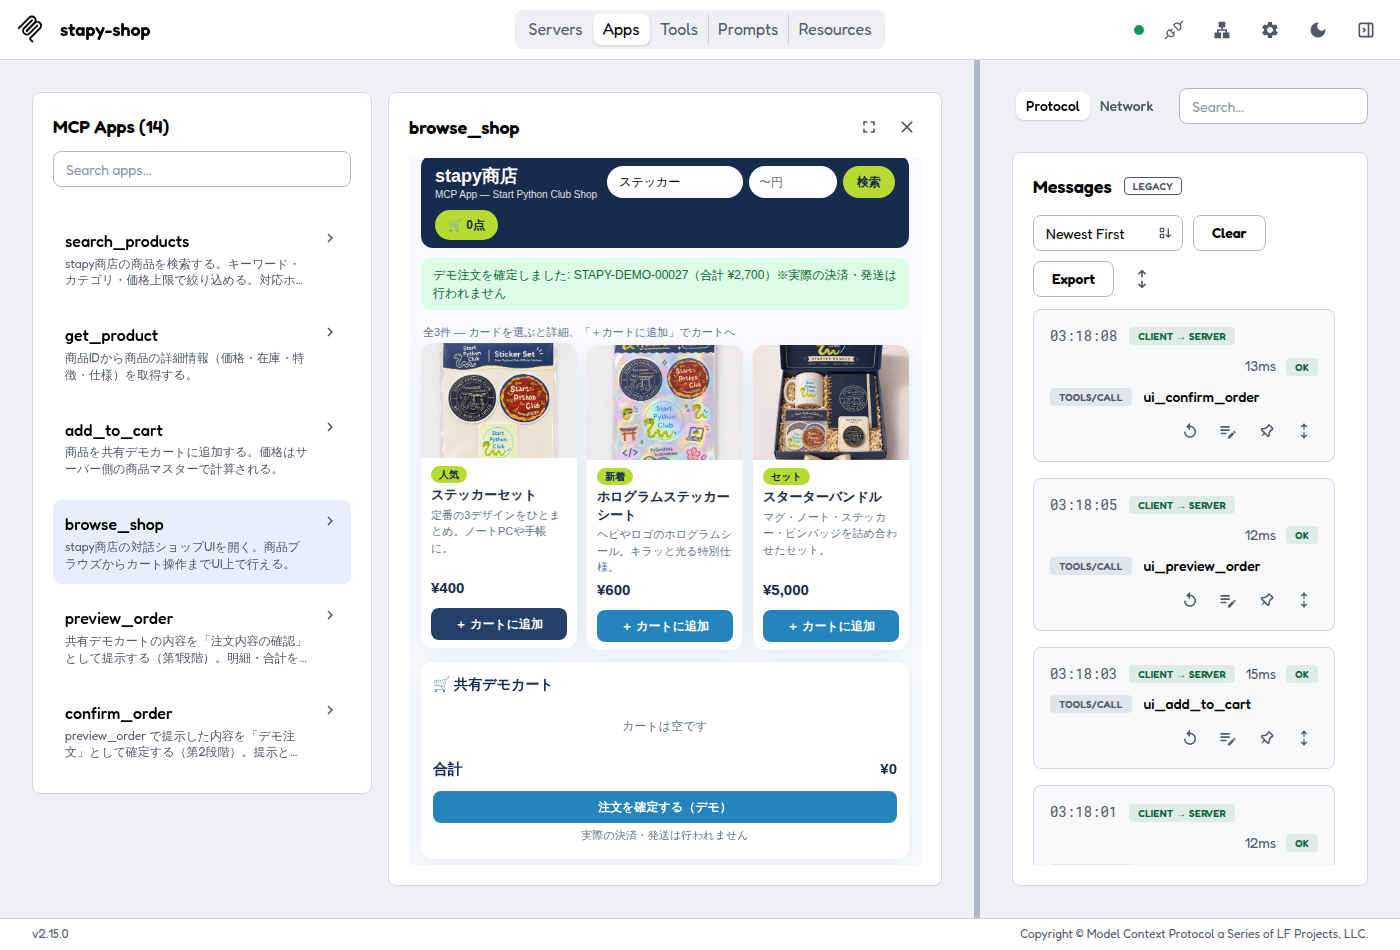 stapy-shop
Servers
Apps
Tools
Prompts
Resources
MCP Apps (14)
Search apps...
search_products
stapy商店の商品を検索する。キーワード・
カテゴリ・価格上限で絞り込める。対応ホ…
get_product
商品IDから商品の詳細情報（価格・在庫・特
徴・仕様）を取得する。
add_to_cart
商品を共有デモカートに追加する。価格はサ
ーバー側の商品マスターで計算される。
browse_shop
stapy商店の対話ショップUIを開く。商品ブ
ラウズからカート操作までUI上で行える。
preview_order
共有デモカートの内容を「注文内容の確認」
として提示する（第1段階）。明細・合計を…
confirm_order
preview_order で提示した内容を「デモ注
文」として確定する（第2段階）。提示と…
browse_shop
stapy商店
MCP App — Start Python Club Shop
ステッカー
〜円
検索
🛒 0点
デモ注文を確定しました: STAPY-DEMO-00027（合計 ¥2,700）※実際の決済・発送は
行われません
全3件 — カードを選ぶと詳細、「＋カートに追加」でカートへ
Start Python Club
Sticker Set
Start Python Club
Start Python Club
人気
ステッカーセット
定番の3デザインをひとま
とめ。ノートPCや手帳
に。
¥400
＋ カートに追加
Start Python Club
Start Python Club
</>
新着
ホログラムステッカー
シート
ヘビやロゴのホログラムシ
ール。キラッと光る特別仕
様。
¥600
＋ カートに追加
STARTER BUNDLE
Start Python Club
セット
スターターバンドル
マグ・ノート・ステッカ
ー・ピンバッジを詰め合わ
せたセット。
¥5,000
＋ カートに追加
🛒 共有デモカート
カートは空です
合計
¥0
注文を確定する（デモ）
実際の決済・発送は行われません
Protocol
Network
Search...
Messages
LEGACY
Newest First
Clear
Export
03:18:08
CLIENT → SERVER
13ms
OK
TOOLS/CALL
ui_confirm_order
03:18:05
CLIENT → SERVER
12ms
OK
TOOLS/CALL
ui_preview_order
03:18:03
CLIENT → SERVER
15ms
OK
TOOLS/CALL
ui_add_to_cart
03:18:01
CLIENT → SERVER
12ms
OK
v2.15.0
Copyright © Model Context Protocol a Series of LF Projects, LLC.